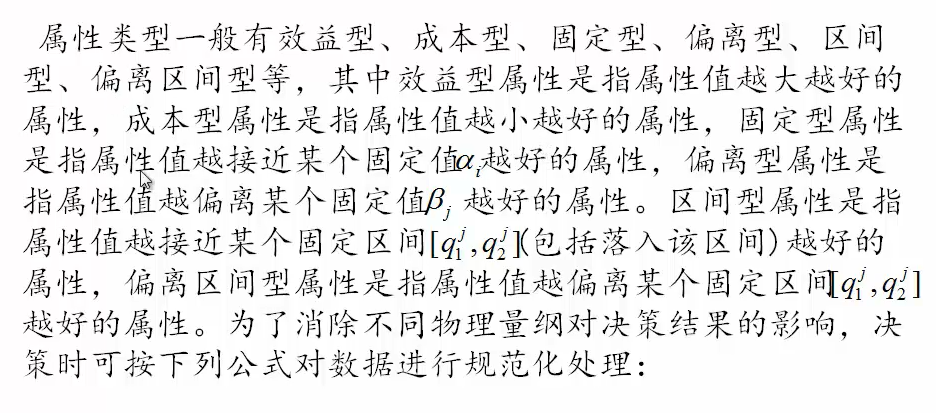 属性类型一般有效益型、成本型、固定型、偏离型、区间
型、偏离区间型等，其中效益型属性是指属性值越大越好的
属性，成本型属性是指属性值越小越好的属性，固定型属性
是指属性值越接近某个固定值αᵢ越好的属性，偏离型属性是
指属性值越偏离某个固定值βⱼ 越好的属性。区间型属性是指
属性值越接近某个固定区间[q₁ʲ,q₂ʲ](包括落入该区间)越好的
属性，偏离区间型属性是指属性值越偏离某个固定区间[q₁ʲ,q₂ʲ]
越好的属性。为了消除不同物理量纲对决策结果的影响，决
策时可按下列公式对数据进行规范化处理：